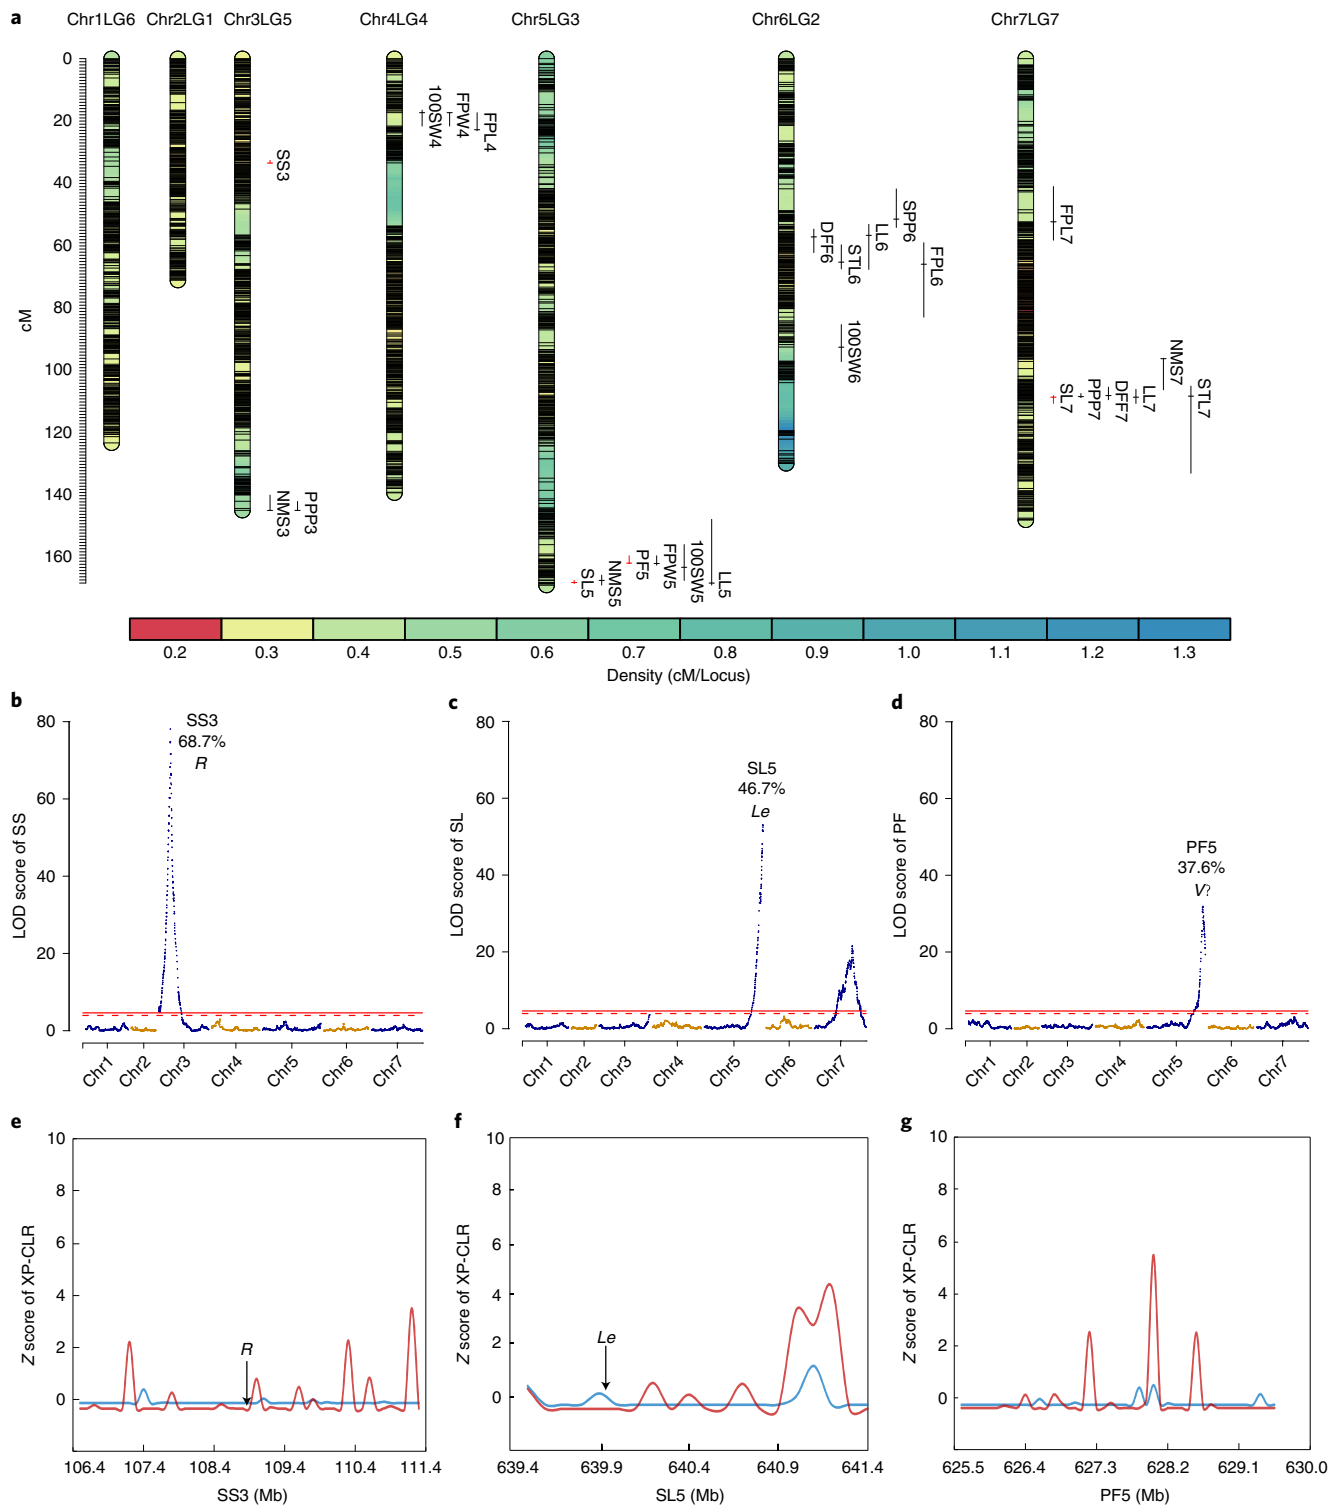 a
Chr1LG6 Chr2LG1 Chr3LG5 Chr4LG4 Chr5LG3 Chr6LG2 Chr7LG7
cM
0
20
40
60
80
100
120
140
160
SS3
NMS3
PPP3
100SW4
FPW4
FPL4
SL5
NMS5
PF5
FPW5
100SW5
LL5
DFF6
STL6
LL6
SPP6
FPL6
100SW6
FPL7
SL7
PPP7
DFF7
LL7
NMS7
STL7
0.2 0.3 0.4 0.5 0.6 0.7 0.8 0.9 1.0 1.1 1.2 1.3
Density (cM/Locus)
b
LOD score of SS
80
60
40
20
0
SS3
68.7%
R
Chr1 Chr2 Chr3 Chr4 Chr5 Chr6 Chr7
c
LOD score of SL
80
60
40
20
0
SL5
46.7%
Le
Chr1 Chr2 Chr3 Chr4 Chr5 Chr6 Chr7
d
LOD score of PF
80
60
40
20
0
PF5
37.6%
V?
Chr1 Chr2 Chr3 Chr4 Chr5 Chr6 Chr7
e
Z score of XP-CLR
10
8
6
4
2
0
R
106.4 107.4 108.4 109.4 110.4 111.4
SS3 (Mb)
f
Z score of XP-CLR
10
8
6
4
2
0
Le
639.4 639.9 640.4 640.9 641.4
SL5 (Mb)
g
Z score of XP-CLR
10
8
6
4
2
0
625.5 626.4 627.3 628.2 629.1 630.0
PF5 (Mb)